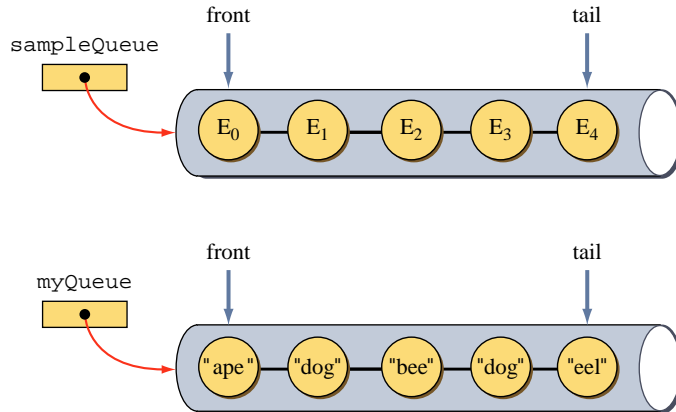 front tail
sampleQueue
E0 E1 E2 E3 E4
front tail
myQueue
"ape" "dog" "bee" "dog" "eel"